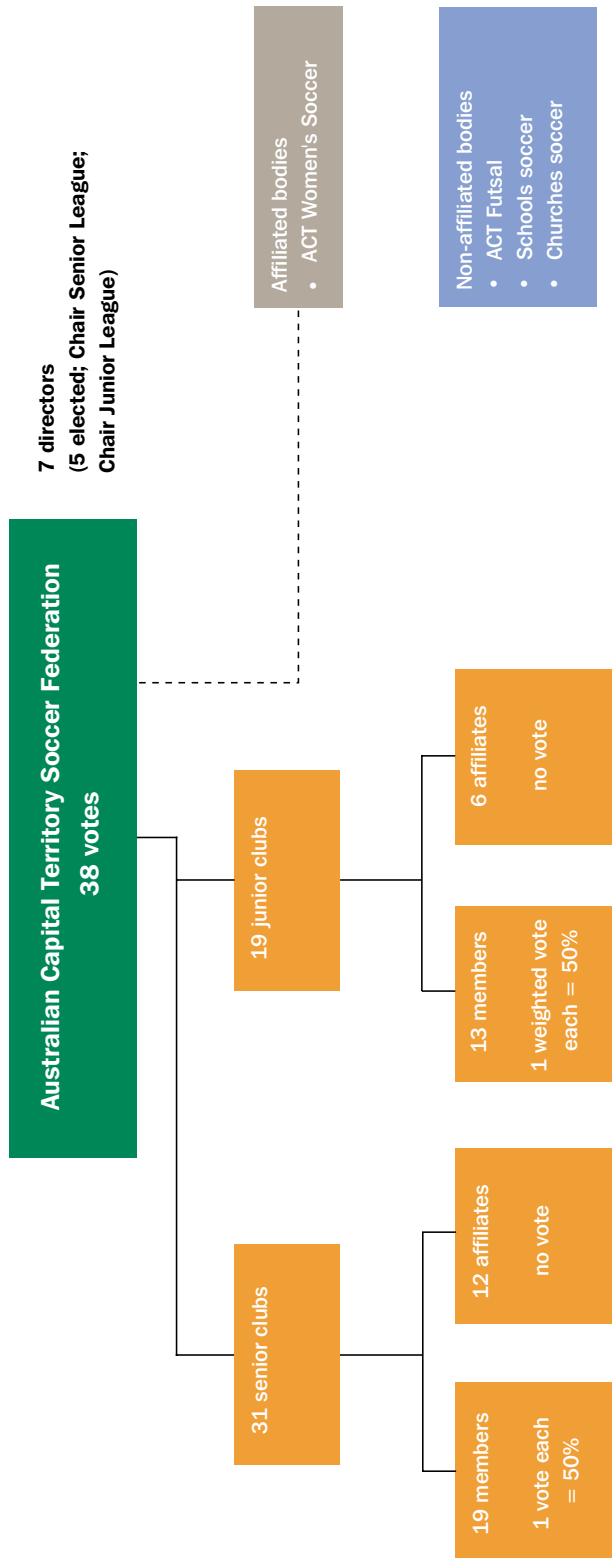 Australian Capital Territory Soccer Federation
38 votes
7 directors
(5 elected; Chair Senior League;
Chair Junior League)
31 senior clubs
19 junior clubs
Affiliated bodies
• ACT Women's Soccer
19 members
1 vote each
= 50%
12 affiliates
no vote
13 members
1 weighted vote
each = 50%
6 affiliates
no vote
Non-affiliated bodies
• ACT Futsal
• Schools soccer
• Churches soccer